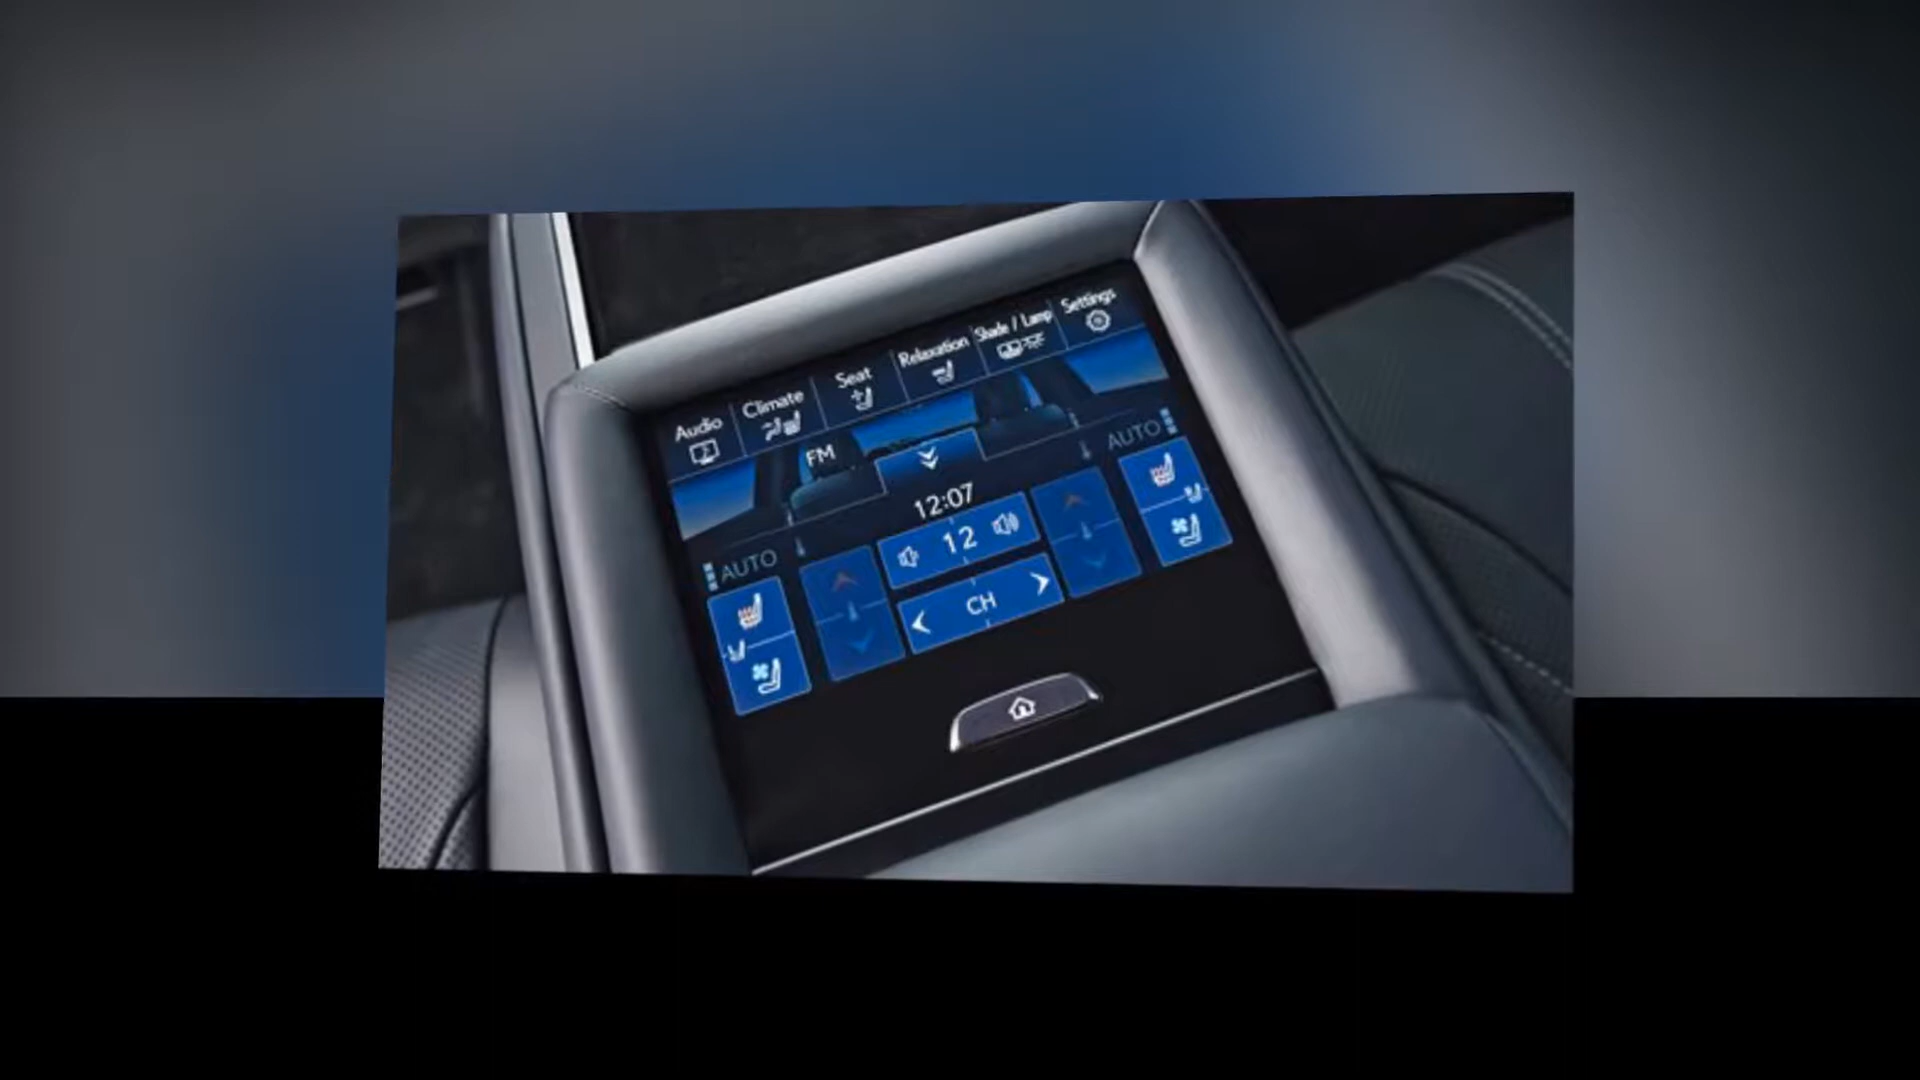 Audio Climate Seat Relaxation Shade / Lamp Settings
FM
AUTO
12:07
12
AUTO
CH